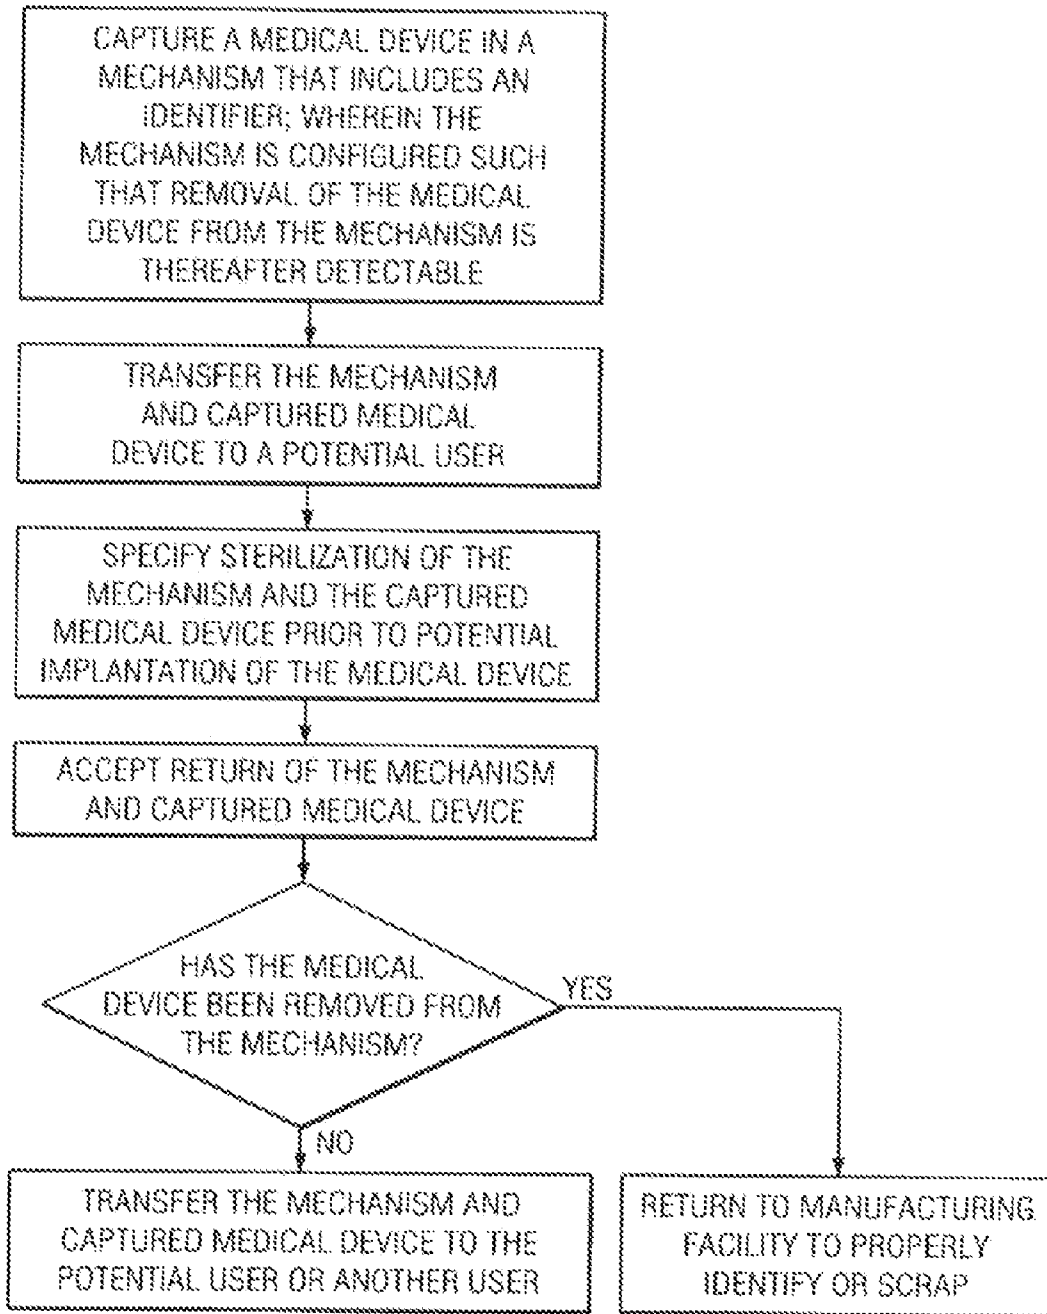 CAPTURE A MEDICAL DEVICE IN A
MECHANISM THAT INCLUDES AN
IDENTIFIER; WHEREIN THE
MECHANISM IS CONFIGURED SUCH
THAT REMOVAL OF THE MEDICAL
DEVICE FROM THE MECHANISM IS
THEREAFTER DETECTABLE
TRANSFER THE MECHANISM
AND CAPTURED MEDICAL
DEVICE TO A POTENTIAL USER
SPECIFY STERILIZATION OF THE
MECHANISM AND THE CAPTURED
MEDICAL DEVICE PRIOR TO POTENTIAL
IMPLANTATION OF THE MEDICAL DEVICE
ACCEPT RETURN OF THE MECHANISM
AND CAPTURED MEDICAL DEVICE
HAS THE MEDICAL
DEVICE BEEN REMOVED FROM
THE MECHANISM?
YES
NO
TRANSFER THE MECHANISM AND
CAPTURED MEDICAL DEVICE TO THE
POTENTIAL USER OR ANOTHER USER
RETURN TO MANUFACTURING
FACILITY TO PROPERLY
IDENTIFY OR SCRAP